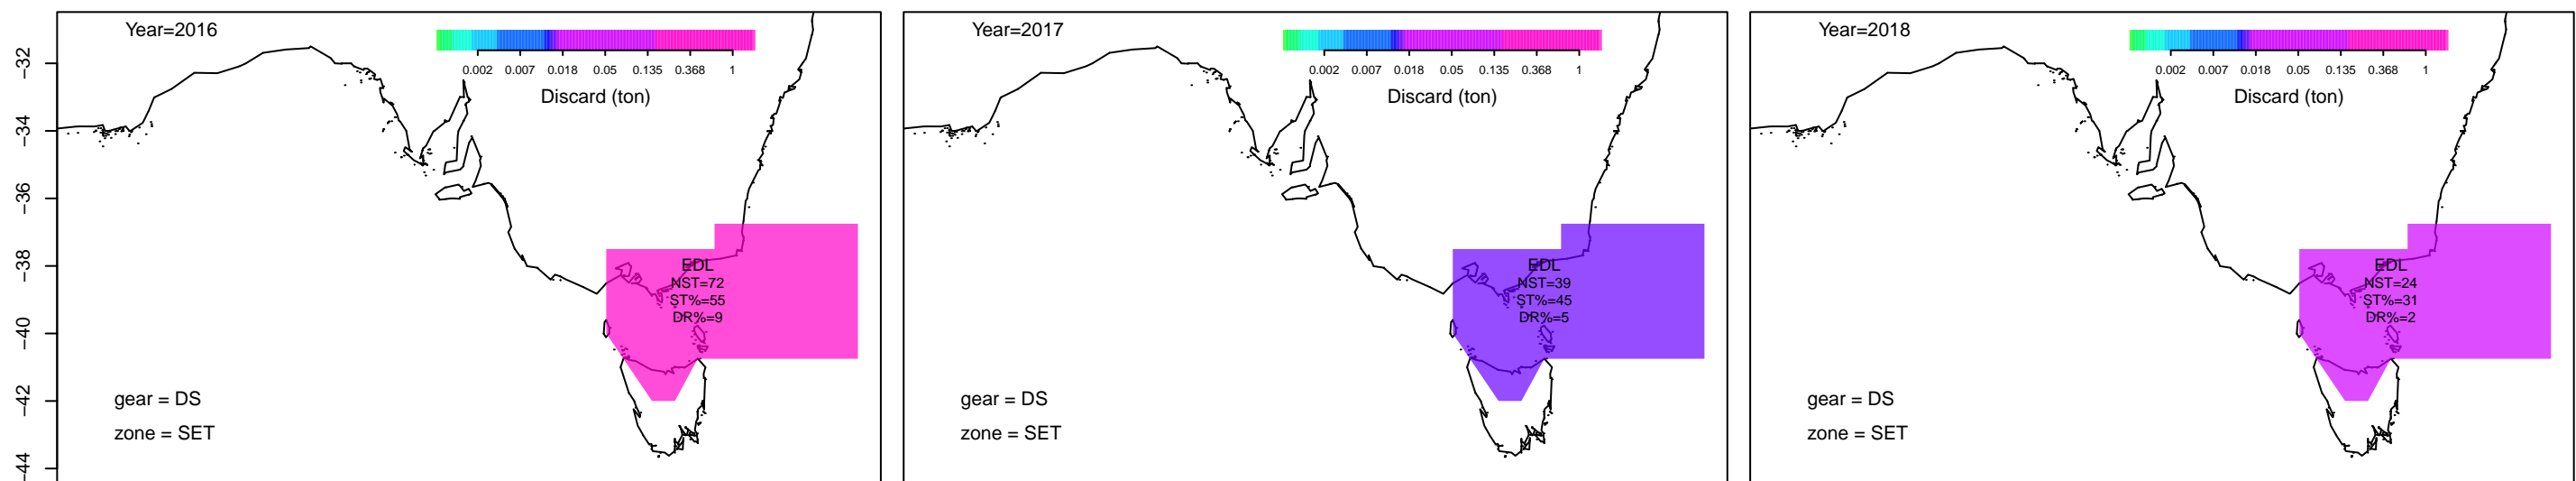 Year=2016
0.002 0.007 0.018 0.05 0.135 0.368 1
Discard (ton)
EDL
NST=72
ST%=55
DR%=9
gear = DS
zone = SET
−32
−34
−36
−38
−40
−42
−44
Year=2017
0.002 0.007 0.018 0.05 0.135 0.368 1
Discard (ton)
EDL
NST=39
ST%=45
DR%=5
gear = DS
zone = SET
Year=2018
0.002 0.007 0.018 0.05 0.135 0.368 1
Discard (ton)
EDL
NST=24
ST%=31
DR%=2
gear = DS
zone = SET